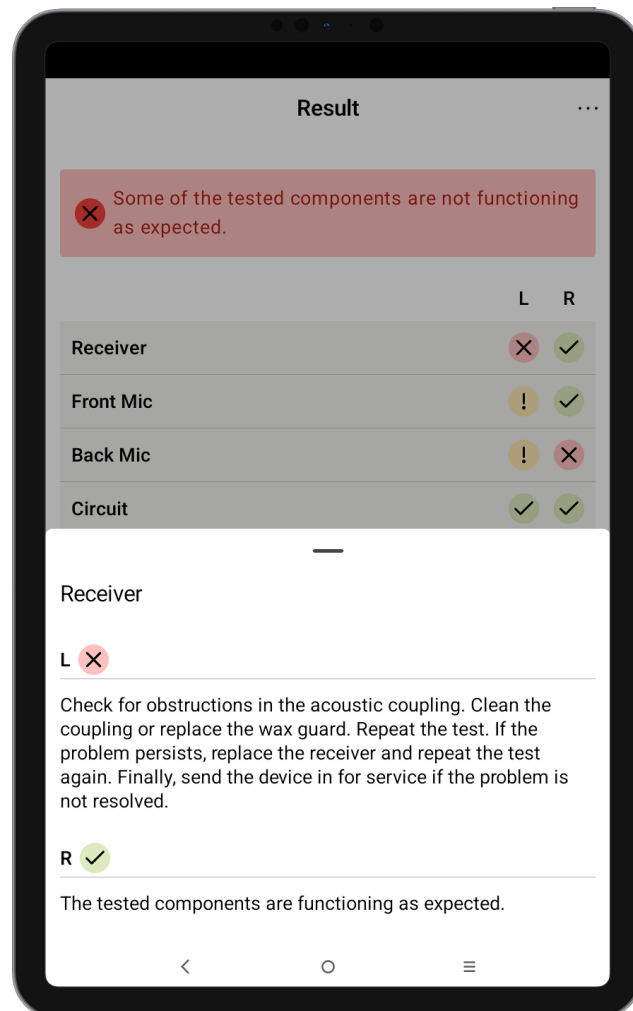 Result
Some of the tested components are not functioning
as expected.
L R
Receiver
Front Mic
Back Mic
Circuit
Receiver
L
Check for obstructions in the acoustic coupling. Clean the
coupling or replace the wax guard. Repeat the test. If the
problem persists, replace the receiver and repeat the test
again. Finally, send the device in for service if the problem is
not resolved.
R
The tested components are functioning as expected.